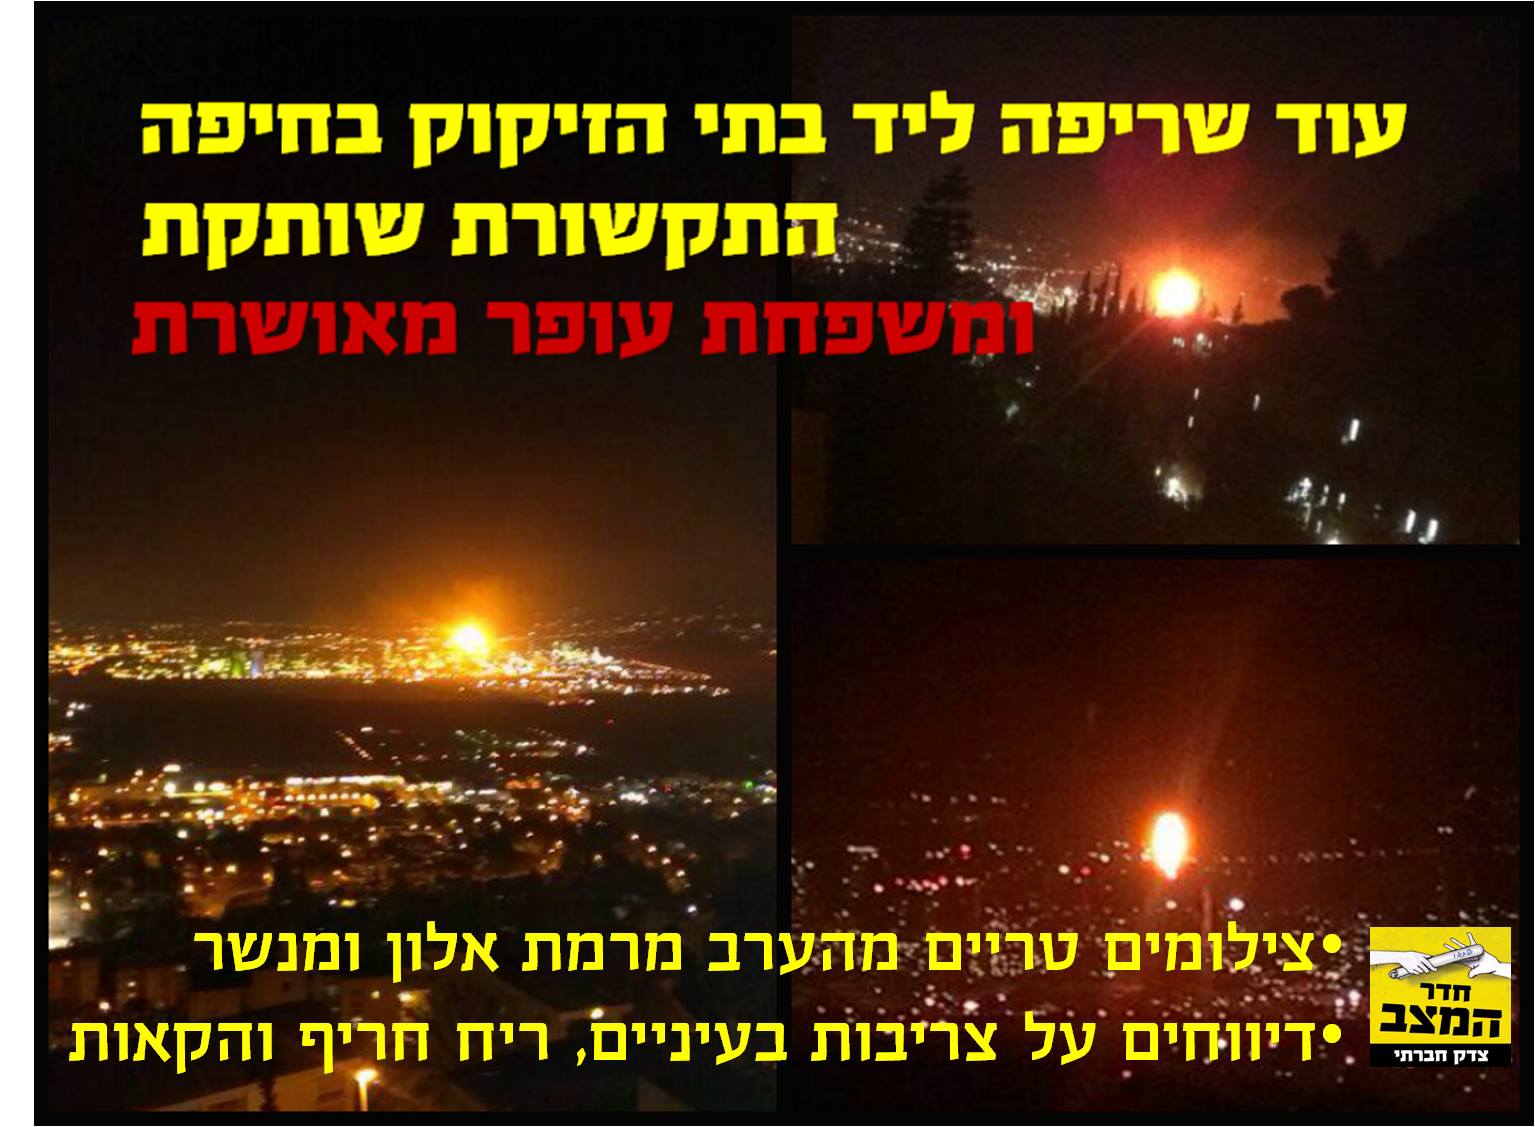 עוד שריפה ליד בתי הזיקוק בחיפה
התקשורת שותקת
ומשפחת עופר מאושרת
•צילומים טריים מהערב מרמת אלון ומנשר
•דיווחים על צריבות בעיניים, ריח חריף והקאות
חדר
המצב
צדק חברתי